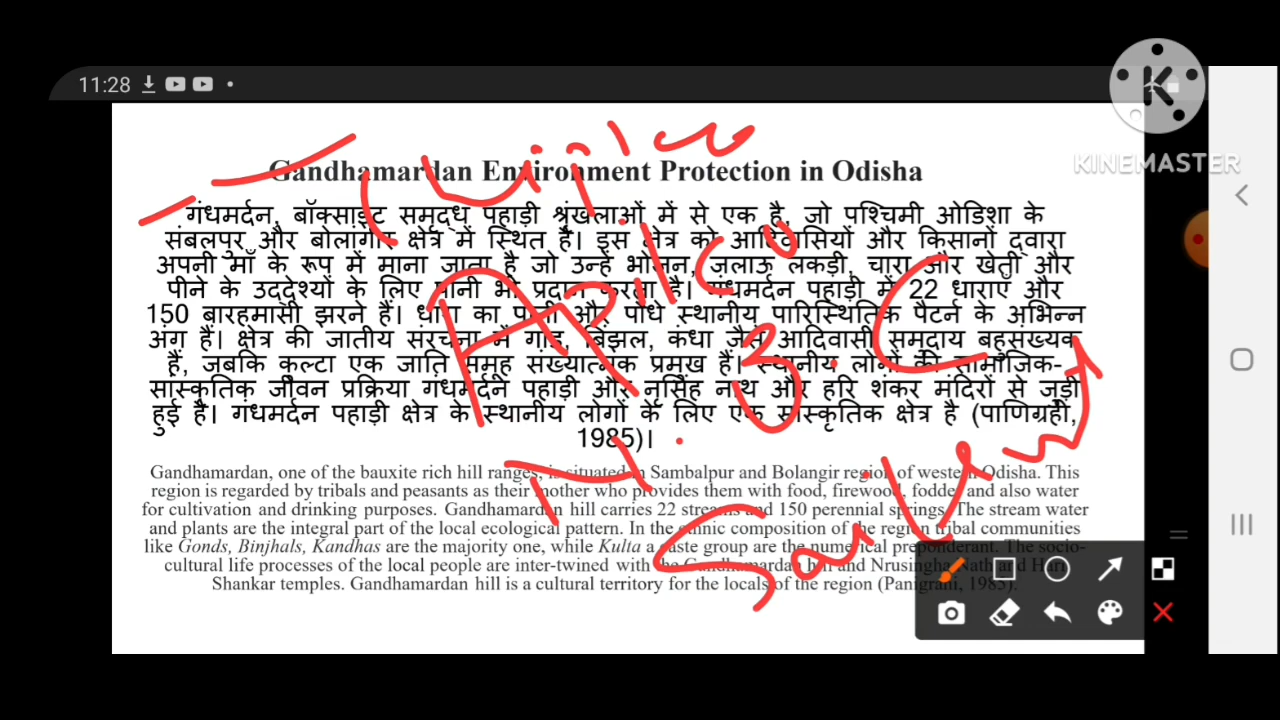 11:28
KINEMASTER
Gandhamardan Environment Protection in Odisha
गंधमर्दन, बॉक्साइट समृद्ध पहाड़ी श्रृंखलाओं में से एक है, जो पश्चिमी ओडिशा के
संबलपुर और बोलांगीर क्षेत्र में स्थित है। इस क्षेत्र को आदिवासियों और किसानों द्वारा
अपनी माँ के रूप में माना जाता है जो उन्हें भोजन, जलाऊ लकड़ी, चारा और खेती और
पीने के उद्देश्यों के लिए पानी भी प्रदान करता है। गंधमर्दन पहाड़ी में 22 धाराएं और
150 बारहमासी झरने हैं। धारा का पानी और पौधे स्थानीय पारिस्थितिक पैटर्न के अभिन्न
अंग हैं। क्षेत्र की जातीय संरचना में गोंड, बिंझल, कंधा जैसे आदिवासी समुदाय बहुसंख्यक
हैं, जबकि कुल्टा एक जाति समूह संख्यात्मक प्रमुख हैं। स्थानीय लोगों की सामाजिक-
सांस्कृतिक जीवन प्रक्रिया गंधमर्दन पहाड़ी और नृसिंह नाथ और हरि शंकर मंदिरों से जुड़ी
हुई है। गंधमर्दन पहाड़ी क्षेत्र के स्थानीय लोगों के लिए एक सांस्कृतिक क्षेत्र है (पाणिग्रही,
1985)।
Gandhamardan, one of the bauxite rich hill ranges, is situated in Sambalpur and Bolangir region of western Odisha. This
region is regarded by tribals and peasants as their mother who provides them with food, firewood, fodder and also water
for cultivation and drinking purposes. Gandhamardan hill carries 22 streams and 150 perennial springs. The stream water
and plants are the integral part of the local ecological pattern. In the ethnic composition of the region tribal communities
like Gonds, Binjhals, Kandhas are the majority one, while Kulta a caste group are the numerical preponderant. The socio-
cultural life processes of the local people are inter-twined with the Gandhamardan hill and Nrusingha Nath and Hari
Shankar temples. Gandhamardan hill is a cultural territory for the locals of the region (Panigrahi, 1985).